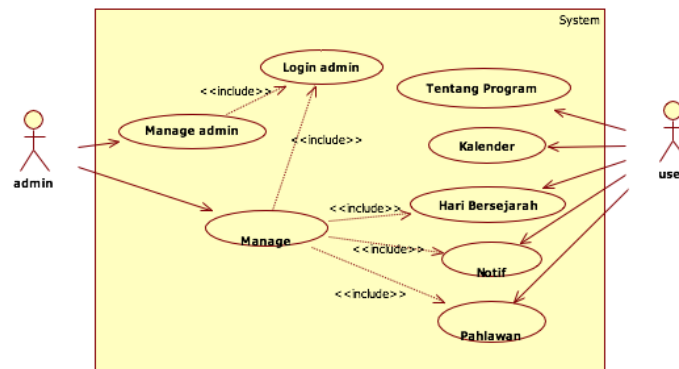 System
Login admin
<<include>>
Tentang Program
Manage admin
<<include>>
Kalender
admin
use
<<include>>
Hari Bersejarah
Manage
<<include>>
Notif
<<include>>
Pahlawan